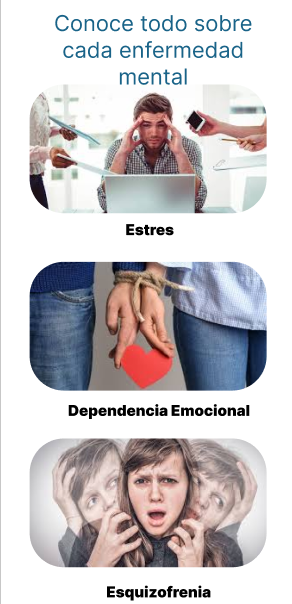 Conoce todo sobre
cada enfermedad
mental
Estres
Dependencia Emocional
Esquizofrenia